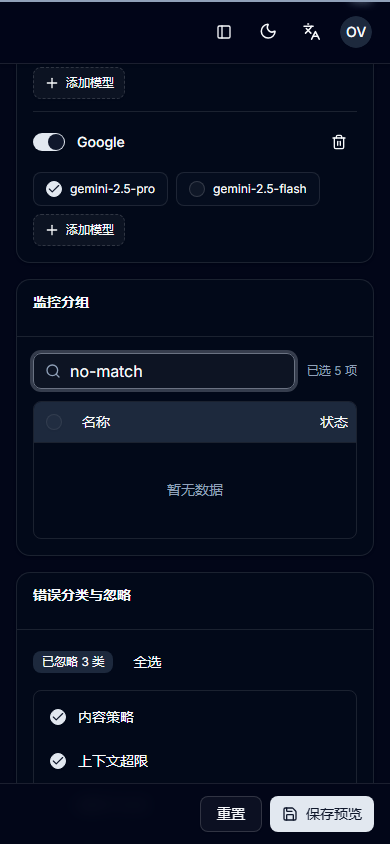 OV
添加模型
Google
gemini-2.5-pro
gemini-2.5-flash
添加模型
监控分组
no-match
已选 5 项
名称
状态
暂无数据
错误分类与忽略
已忽略 3 类
全选
内容策略
上下文超限
重置
保存预览